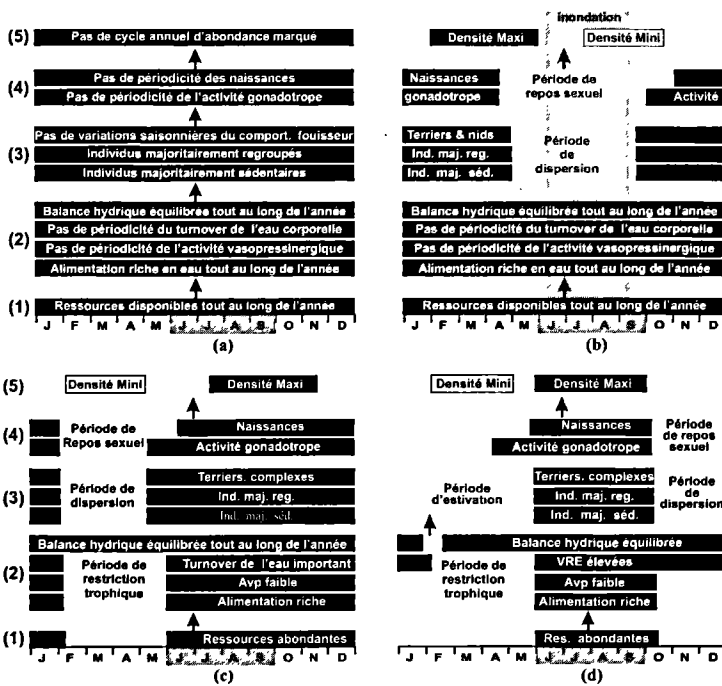 (5) Pas de cycle annuel d'abondance marqué
(4) Pas de périodicité des naissances
Pas de périodicité de l'activité gonadotrope
(3) Pas de variations saisonnières du comport. fouisseur
Individus majoritairement regroupés
Individus majoritairement sédentaires
(2) Balance hydrique équilibrée tout au long de l'année
Pas de périodicité du turnover de l'eau corporelle
Pas de périodicité de l'activité vasopressinergique
Alimentation riche en eau tout au long de l'année
(1) Ressources disponibles tout au long de l'année
J F M A M J J A S O N D
(a)
Inondation
Densité Maxi Densité Mini
Naissances
gonadotrope
Période de
repos sexuel
Activité
Terriers & nids
Ind. maj. reg.
Ind. maj. séd.
Période
de
dispersion
Balance hydrique équilibrée tout au long de l'année
Pas de périodicité du turnover de l'eau corporelle
Pas de périodicité de l'activité vasopressinergique
Alimentation riche en eau tout au long de l'année
Ressources disponibles tout au long de l'année
J F M A M J J A S O N D
(b)
(5) Densité Mini Densité Maxi
(4) Période de
Repos sexuel
Naissances
Activité gonadotrope
(3) Période de
dispersion
Terriers. complexes
Ind. maj. reg.
Ind. maj. séd.
Balance hydrique équilibrée tout au long de l'année
(2) Période de
restriction
trophique
Turnover de l'eau important
Avp faible
Alimentation riche
(1) Ressources abondantes
J F M A M J J A S O N D
(c)
Densité Mini Densité Maxi
Naissances
Activité gonadotrope
Période
de repos
sexuel
Période
d'estivation
Terriers. complexes
Ind. maj. reg.
Ind. maj. séd.
Période
de
dispersion
Balance hydrique équilibrée
VRE élevées
Période de
restriction
trophique
Avp faible
Alimentation riche
Res. abondantes
J F M A M J J A S O N D
(d)